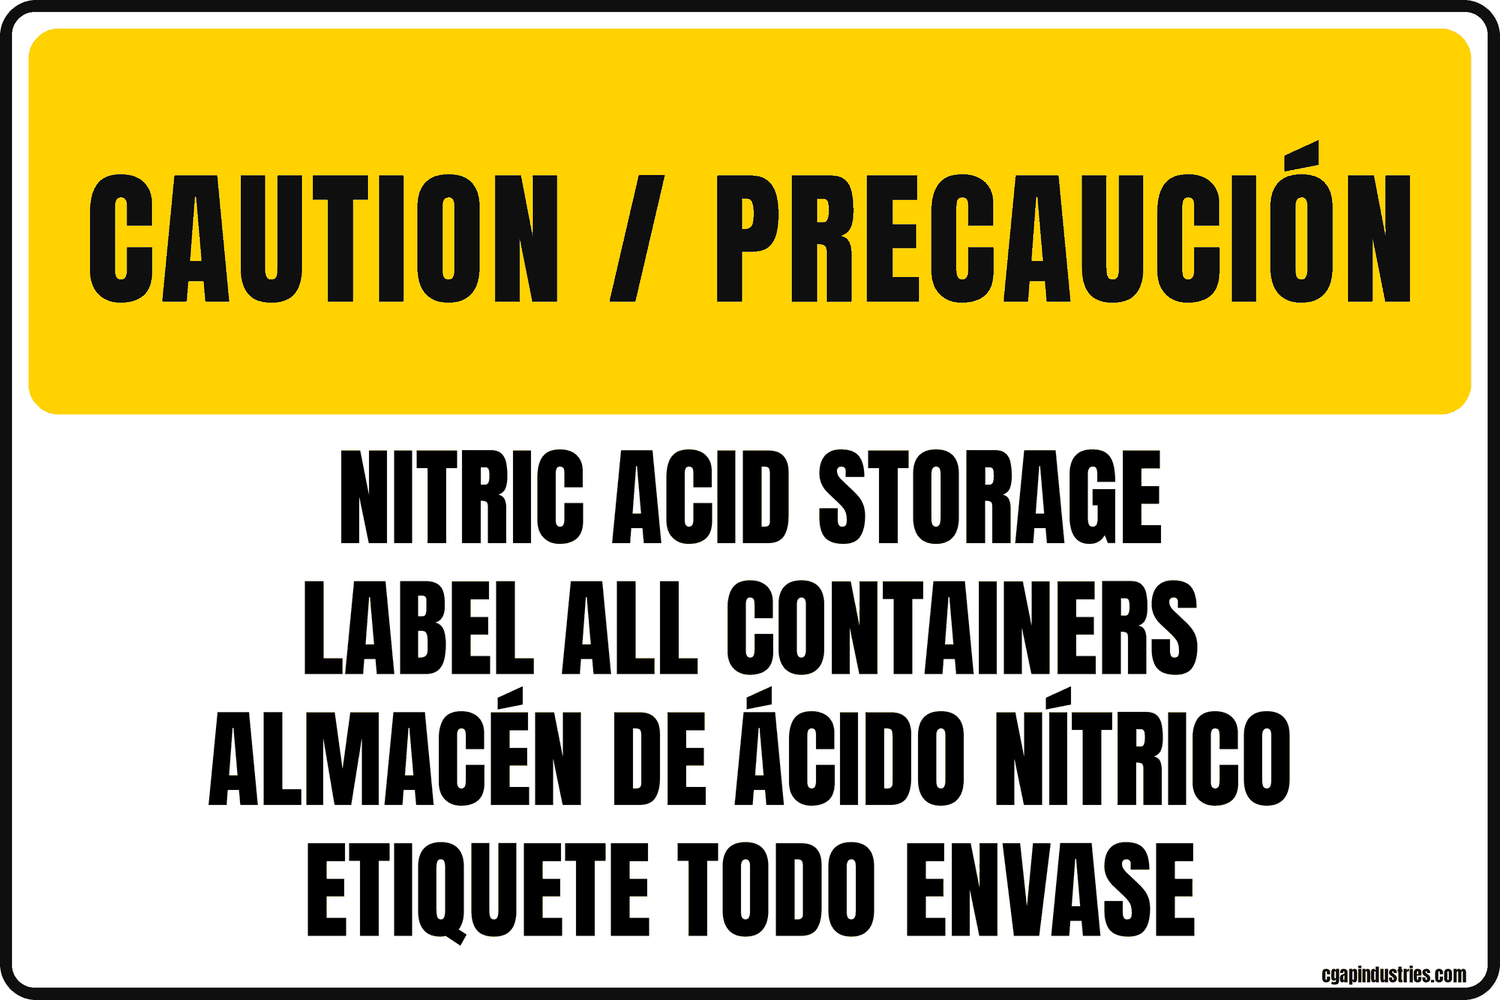 CAUTION / PRECAUCIÓN
NITRIC ACID STORAGE
LABEL ALL CONTAINERS
ALMACÉN DE ÁCIDO NÍTRICO
ETIQUETE TODO ENVASE
cgapindustries.com